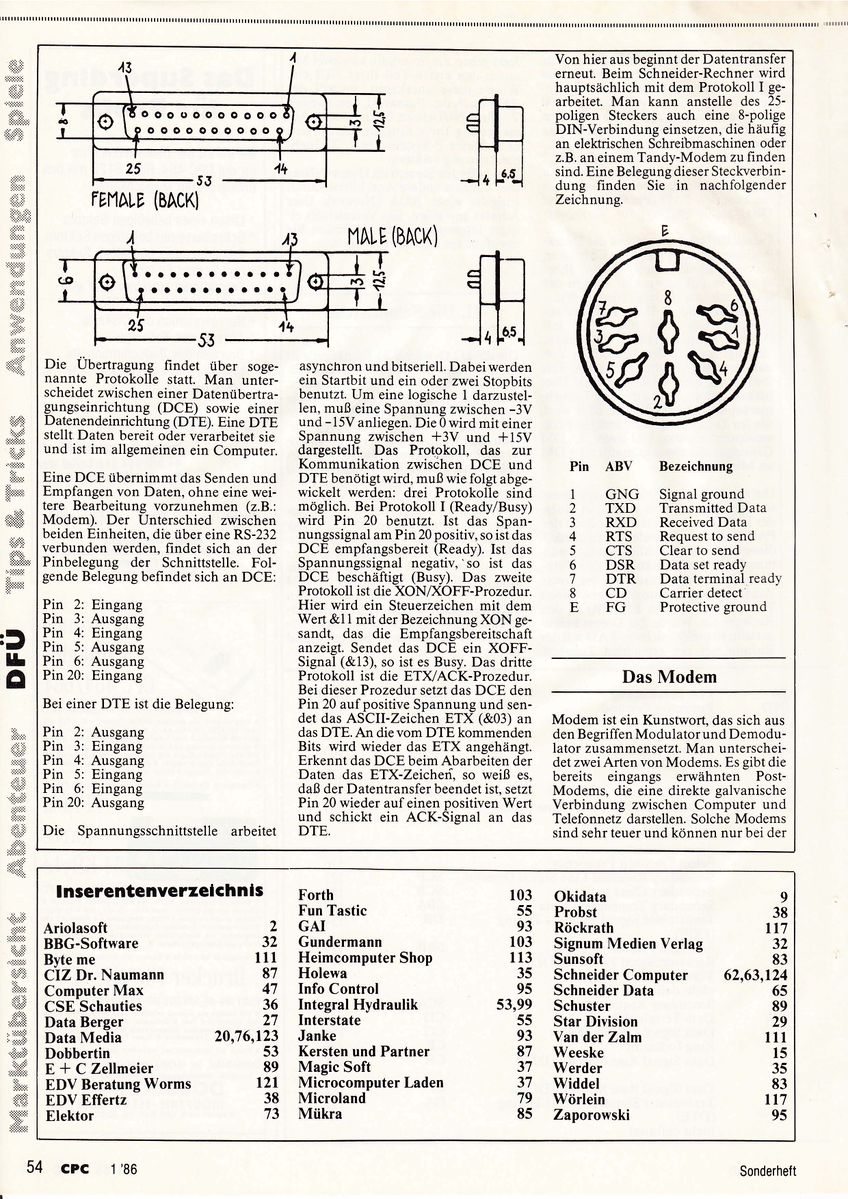 Marktübersicht Abenteuer DFÜ Tips & Tricks Anwendungen Spiele
13
1
8
3
12,5
25
14
53
4
6,5
FEMALE (BACK)
MALE (BACK)
1
13
6
3
12,5
25
14
53
4
6,5
Die Übertragung findet über soge-
nannte Protokolle statt. Man unter-
scheidet zwischen einer Datenübertra-
gungseinrichtung (DCE) sowie einer
Datenendeinrichtung (DTE). Eine DTE
stellt Daten bereit oder verarbeitet sie
und ist im allgemeinen ein Computer.
Eine DCE übernimmt das Senden und
Empfangen von Daten, ohne eine wei-
tere Bearbeitung vorzunehmen (z.B.:
Modem). Der Unterschied zwischen
beiden Einheiten, die über eine RS-232
verbunden werden, findet sich an der
Pinbelegung der Schnittstelle. Fol-
gende Belegung befindet sich an DCE:
Pin 2: Eingang
Pin 3: Ausgang
Pin 4: Eingang
Pin 5: Ausgang
Pin 6: Ausgang
Pin 20: Eingang
Bei einer DTE ist die Belegung:
Pin 2: Ausgang
Pin 3: Eingang
Pin 4: Ausgang
Pin 5: Eingang
Pin 6: Eingang
Pin 20: Ausgang
Die Spannungsschnittstelle arbeitet
asynchron und bitseriell. Dabei werden
ein Startbit und ein oder zwei Stopbits
benutzt. Um eine logische 1 darzustel-
len, muß eine Spannung zwischen –3V
und –15V anliegen. Die 0 wird mit einer
Spannung zwischen +3V und +15V
dargestellt. Das Protokoll, das zur
Kommunikation zwischen DCE und
DTE benötigt wird, muß wie folgt abge-
wickelt werden: drei Protokolle sind
möglich. Bei Protokoll I (Ready/Busy)
wird Pin 20 benutzt. Ist das Span-
nungssignal am Pin 20 positiv, so ist das
DCE empfangsbereit (Ready). Ist das
Spannungssignal negativ, so ist das
DCE beschäftigt (Busy). Das zweite
Protokoll ist die XON/XOFF-Prozedur.
Hier wird ein Steuerzeichen mit dem
Wert &11 mit der Bezeichnung XON ge-
sandt, das die Empfangsbereitschaft
anzeigt. Sendet das DCE ein XOFF-
Signal (&13), so ist es Busy. Das dritte
Protokoll ist die ETX/ACK-Prozedur.
Bei dieser Prozedur setzt das DCE den
Pin 20 auf positive Spannung und sen-
det das ASCII-Zeichen ETX (&03) an
das DTE. An die vom DTE kommenden
Bits wird wieder das ETX angehängt.
Erkennt das DCE beim Abarbeiten der
Daten das ETX-Zeichen, so weiß es,
daß der Datentransfer beendet ist, setzt
Pin 20 wieder auf einen positiven Wert
und schickt ein ACK-Signal an das
DTE.
Von hier aus beginnt der Datentransfer
erneut. Beim Schneider-Rechner wird
hauptsächlich mit dem Protokoll I ge-
arbeitet. Man kann anstelle des 25-
poligen Steckers auch eine 8-polige
DIN-Verbindung einsetzen, die häufig
an elektrischen Schreibmaschinen oder
z.B. an einem Tandy-Modem zu finden
sind. Eine Belegung dieser Steckverbin-
dung finden Sie in nachfolgender
Zeichnung.
E
7
8
6
3
1
5
4
2
Pin ABV Bezeichnung
1 GNG Signal ground
2 TXD Transmitted Data
3 RXD Received Data
4 RTS Request to send
5 CTS Clear to send
6 DSR Data set ready
7 DTR Data terminal ready
8 CD Carrier detect
E FG Protective ground
Das Modem
Modem ist ein Kunstwort, das sich aus
den Begriffen Modulator und Demodu-
lator zusammensetzt. Man unterschei-
det zwei Arten von Modems. Es gibt die
bereits eingangs erwähnten Post-
Modems, die eine direkte galvanische
Verbindung zwischen Computer und
Telefonnetz darstellen. Solche Modems
sind sehr teuer und können nur bei der
Inserentenverzeichnis
Ariolasoft 2
BBG-Software 32
Byte me 111
CIZ Dr. Naumann 87
Computer Max 47
CSE Schauties 36
Data Berger 27
Data Media 20,76,123
Dobbertin 53
E + C Zellmeier 89
EDV Beratung Worms 121
EDV Effertz 38
Elektor 73
Forth 103
Fun Tastic 55
GAI 93
Gundermann 103
Heimcomputer Shop 113
Holewa 35
Info Control 95
Integral Hydraulik 53,99
Interstate 55
Janke 93
Kersten und Partner 87
Magic Soft 37
Microcomputer Laden 37
Microland 79
Mükra 85
Okidata 9
Probst 38
Röckrath 117
Signum Medien Verlag 32
Sunsoft 83
Schneider Computer 62,63,124
Schneider Data 65
Schuster 89
Star Division 29
Van der Zalm 111
Weeske 15
Werder 35
Widdel 83
Wörlein 117
Zaporowski 95
54 CPC 1 '86
Sonderheft